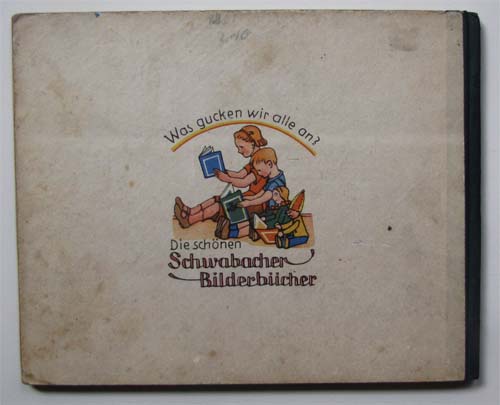 Was gucken wir alle an?
Die schönen
Schwabacher
Bilderbücher